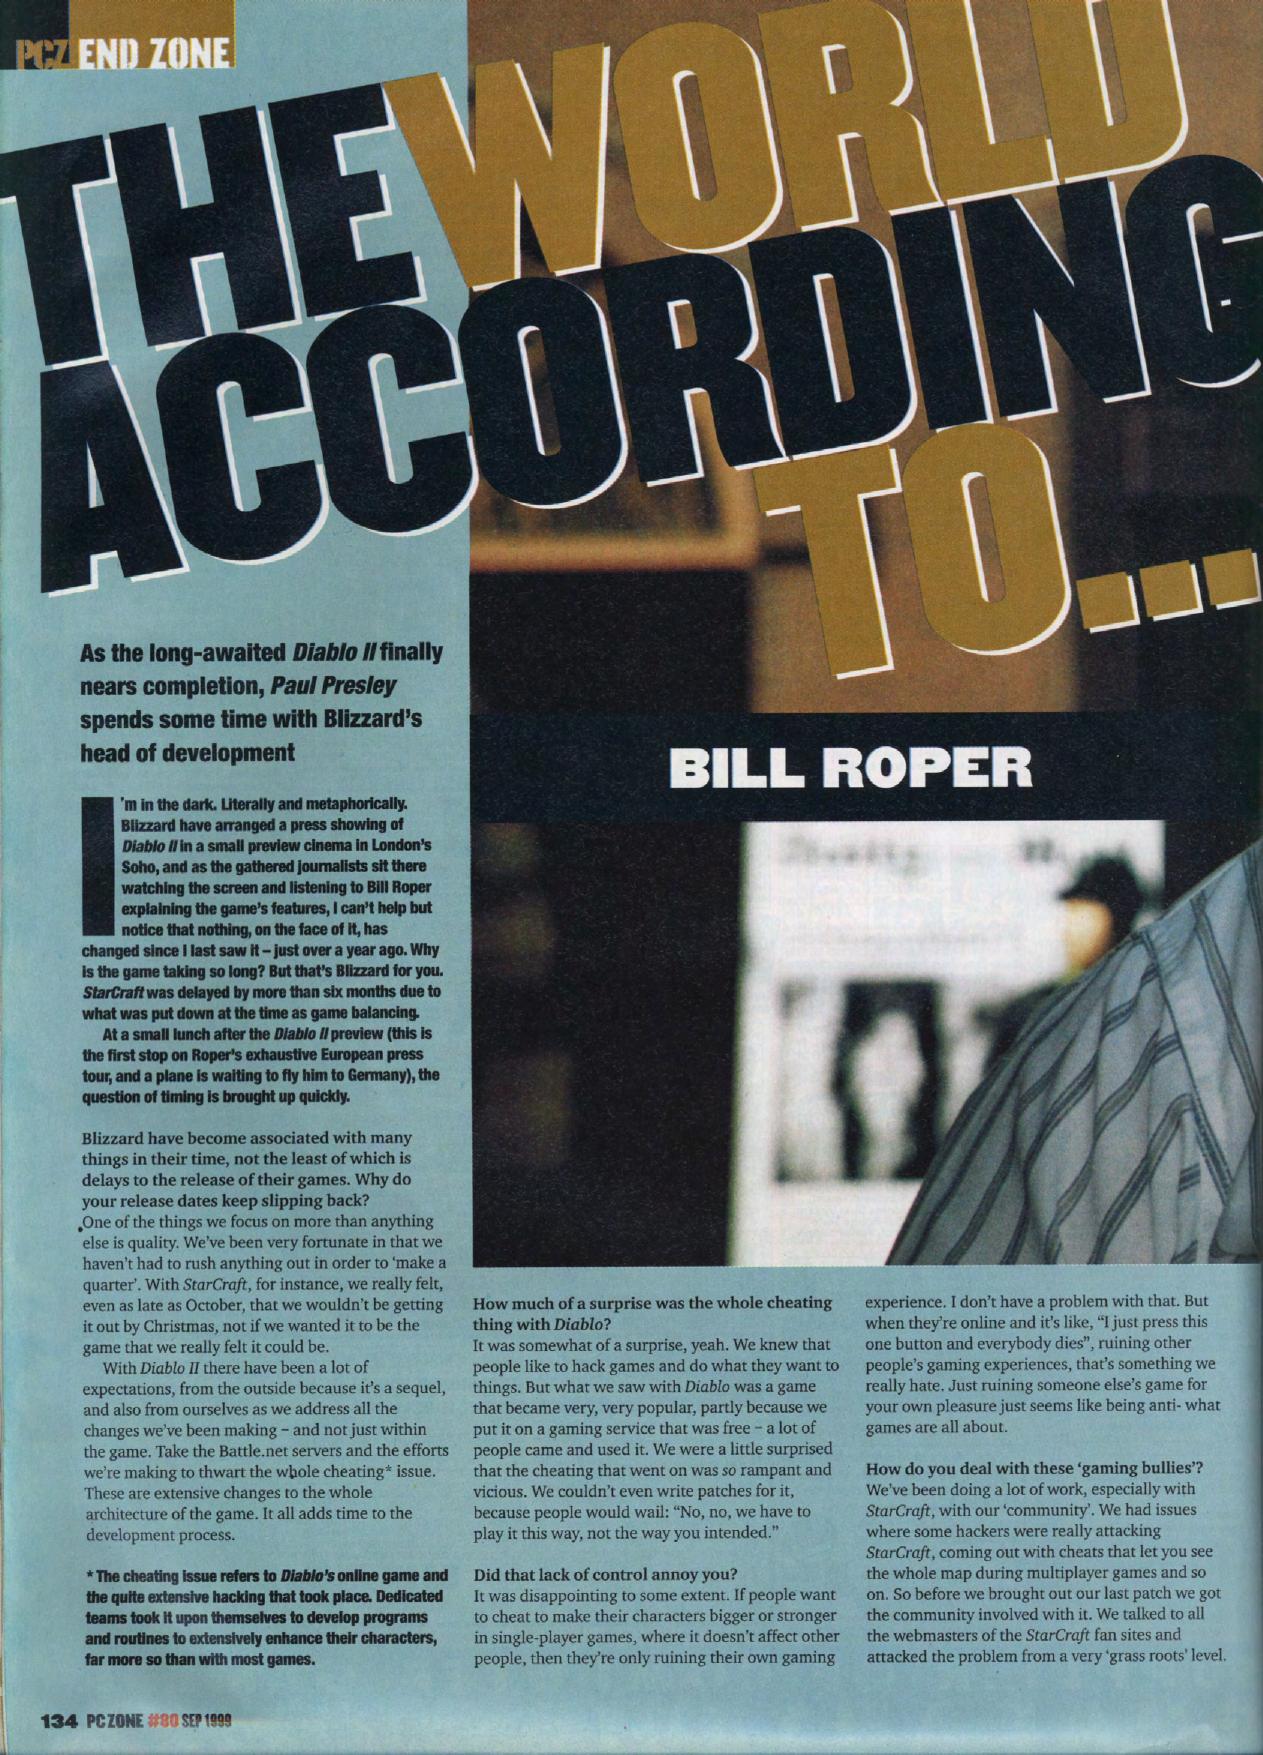 PCZ END ZONE
THE WORLD
ACCORDING
TO...
As the long-awaited Diablo II finally
nears completion, Paul Presley
spends some time with Blizzard's
head of development
BILL ROPER
I'm in the dark. Literally and metaphorically.
Blizzard have arranged a press showing of
Diablo II in a small preview cinema in London's
Soho, and as the gathered journalists sit there
watching the screen and listening to Bill Roper
explaining the game's features, I can't help but
notice that nothing, on the face of it, has
changed since I last saw it – just over a year ago. Why
is the game taking so long? But that's Blizzard for you.
StarCraft was delayed by more than six months due to
what was put down at the time as game balancing.
At a small lunch after the Diablo II preview (this is
the first stop on Roper's exhaustive European press
tour, and a plane is waiting to fly him to Germany), the
question of timing is brought up quickly.
Blizzard have become associated with many
things in their time, not the least of which is
delays to the release of their games. Why do
your release dates keep slipping back?
One of the things we focus on more than anything
else is quality. We've been very fortunate in that we
haven't had to rush anything out in order to 'make a
quarter'. With StarCraft, for instance, we really felt,
even as late as October, that we wouldn't be getting
it out by Christmas, not if we wanted it to be the
game that we really felt it could be.
With Diablo II there have been a lot of
expectations, from the outside because it's a sequel,
and also from ourselves as we address all the
changes we've been making – and not just within
the game. Take the Battle.net servers and the efforts
we're making to thwart the whole cheating* issue.
These are extensive changes to the whole
architecture of the game. It all adds time to the
development process.
* The cheating issue refers to Diablo's online game and
the quite extensive hacking that took place. Dedicated
teams took it upon themselves to develop programs
and routines to extensively enhance their characters,
far more so than with most games.
How much of a surprise was the whole cheating
thing with Diablo?
It was somewhat of a surprise, yeah. We knew that
people like to hack games and do what they want to
things. But what we saw with Diablo was a game
that became very, very popular, partly because we
put it on a gaming service that was free – a lot of
people came and used it. We were a little surprised
that the cheating that went on was so rampant and
vicious. We couldn't even write patches for it,
because people would wail: "No, no, we have to
play it this way, not the way you intended."
Did that lack of control annoy you?
It was disappointing to some extent. If people want
to cheat to make their characters bigger or stronger
in single-player games, where it doesn't affect other
people, then they're only ruining their own gaming
experience. I don't have a problem with that. But
when they're online and it's like, "I just press this
one button and everybody dies", ruining other
people's gaming experiences, that's something we
really hate. Just ruining someone else's game for
your own pleasure just seems like being anti- what
games are all about.
How do you deal with these 'gaming bullies'?
We've been doing a lot of work, especially with
StarCraft, with our 'community'. We had issues
where some hackers were really attacking
StarCraft, coming out with cheats that let you see
the whole map during multiplayer games and so
on. So before we brought out our last patch we got
the community involved with it. We talked to all
the webmasters of the StarCraft fan sites and
attacked the problem from a very 'grass roots' level.
134 PC ZONE #80 SEP 1999